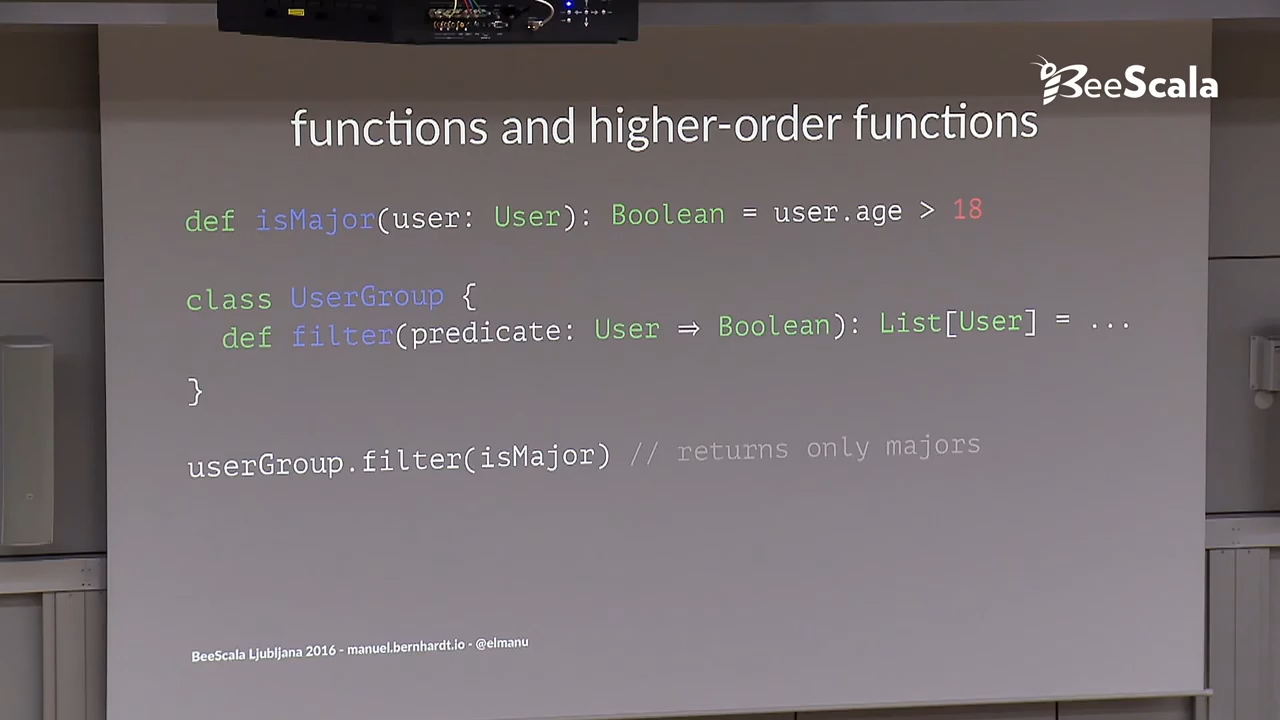 BeeScala
functions and higher-order functions
def isMajor(user: User): Boolean = user.age > 18
class UserGroup {
def filter(predicate: User ⇒ Boolean): List[User] = ...
}
userGroup.filter(isMajor) // returns only majors
BeeScala Ljubljana 2016 - manuel.bernhardt.io - @elmanu